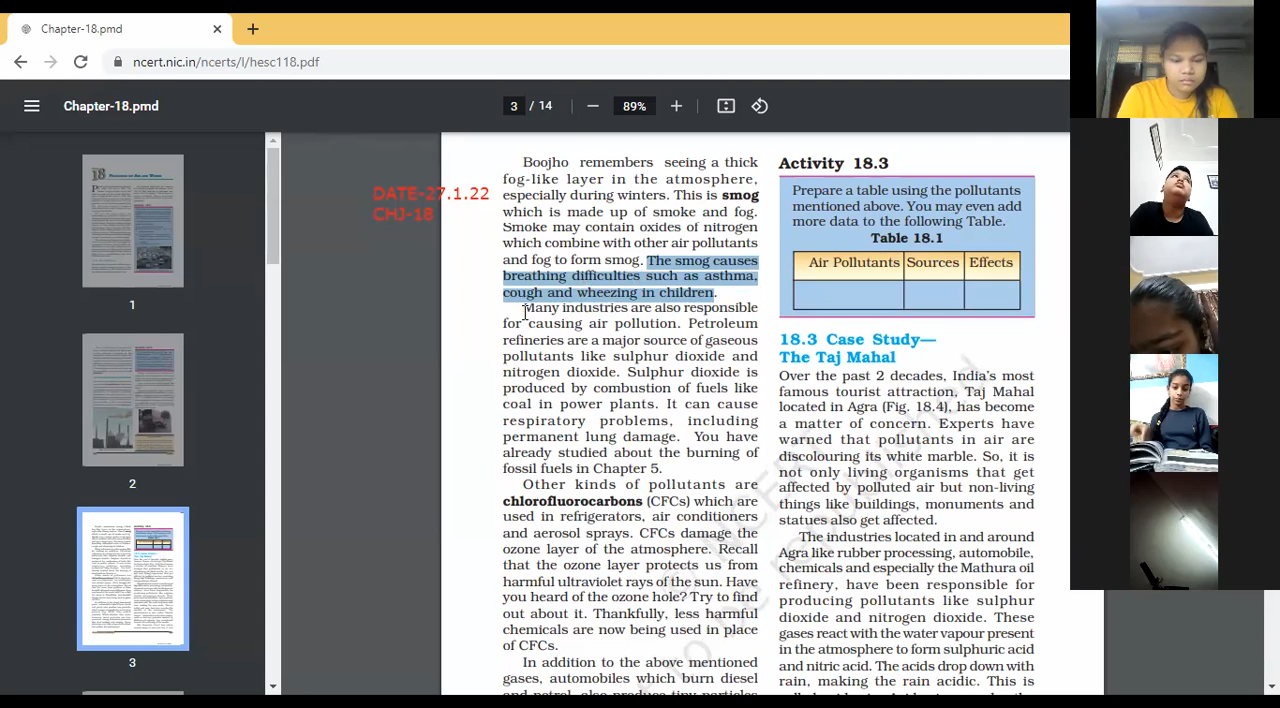 Chapter-18.pmd
ncert.nic.in/ncerts/l/hesc118.pdf
Chapter-18.pmd
3 / 14
89%
1
2
3
DATE-27.1.22
CHJ-18
Boojho remembers seeing a thick
fog-like layer in the atmosphere,
especially during winters. This is smog
which is made up of smoke and fog.
Smoke may contain oxides of nitrogen
which combine with other air pollutants
and fog to form smog. The smog causes
breathing difficulties such as asthma,
cough and wheezing in children.
Many industries are also responsible
for causing air pollution. Petroleum
refineries are a major source of gaseous
pollutants like sulphur dioxide and
nitrogen dioxide. Sulphur dioxide is
produced by combustion of fuels like
coal in power plants. It can cause
respiratory problems, including
permanent lung damage. You have
already studied about the burning of
fossil fuels in Chapter 5.
Other kinds of pollutants are
chlorofluorocarbons (CFCs) which are
used in refrigerators, air conditioners
and aerosol sprays. CFCs damage the
ozone layer of the atmosphere. Recall
that the ozone layer protects us from
harmful ultraviolet rays of the sun. Have
you heard of the ozone hole? Try to find
out about it. Thankfully, less harmful
chemicals are now being used in place
of CFCs.
In addition to the above mentioned
gases, automobiles which burn diesel
and petrol, also produce tiny particles
Activity 18.3
Prepare a table using the pollutants
mentioned above. You may even add
more data to the following Table.
Table 18.1
Air Pollutants Sources Effects
18.3 Case Study—
The Taj Mahal
Over the past 2 decades, India's most
famous tourist attraction, Taj Mahal
located in Agra (Fig. 18.4), has become
a matter of concern. Experts have
warned that pollutants in air are
discolouring its white marble. So, it is
not only living organisms that get
affected by polluted air but non-living
things like buildings, monuments and
statues also get affected.
The industries located in and around
Agra like rubber processing, automobile,
chemicals and especially the Mathura oil
refinery, have been responsible for
producing pollutants like sulphur
dioxide and nitrogen dioxide. These
gases react with the water vapour present
in the atmosphere to form sulphuric acid
and nitric acid. The acids drop down with
rain, making the rain acidic. This is